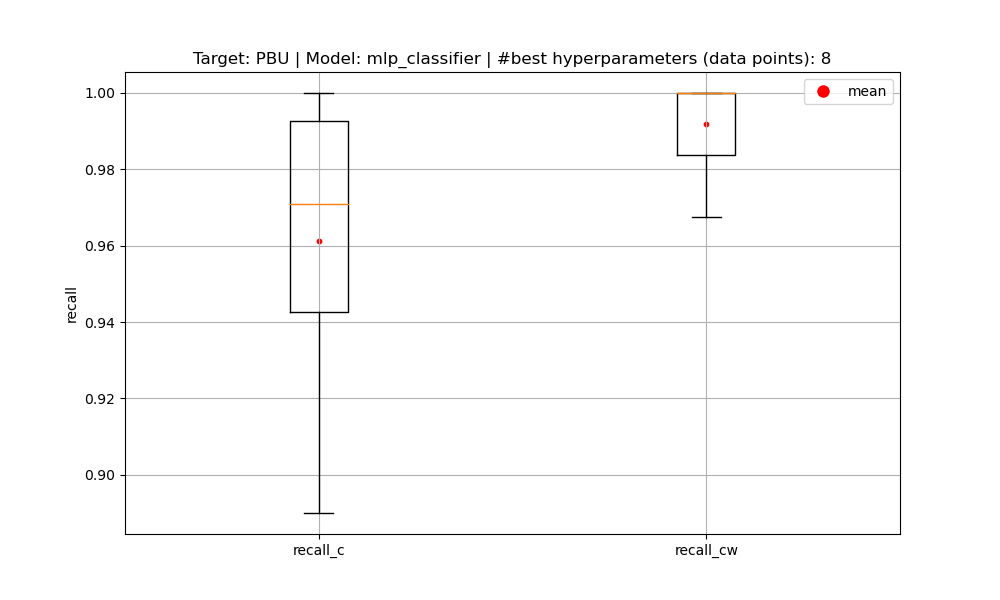 Target: PBU | Model: mlp_classifier | #best hyperparameters (data points): 8
mean
1.00
0.98
0.96
0.94
0.92
0.90
recall
recall_c
recall_cw